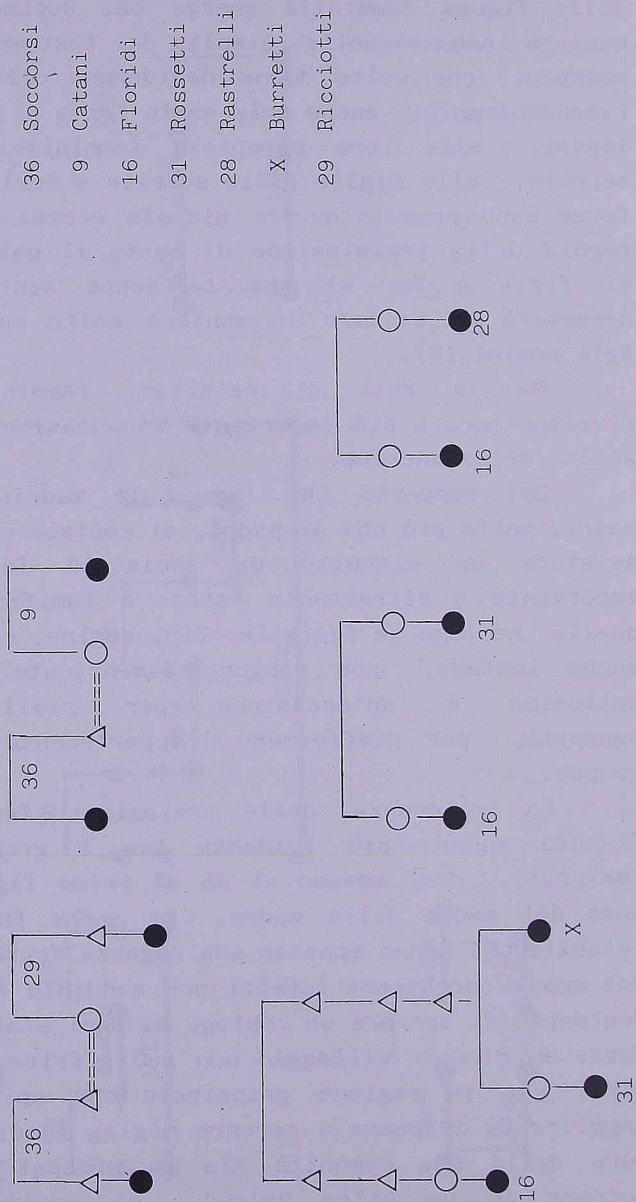 36 29
36 9
16
31
X
16 31
16 28
36 Soccorsi
9 Catani
16 Floridi
31 Rossetti
28 Rastrelli
X Burretti
29 Ricciotti